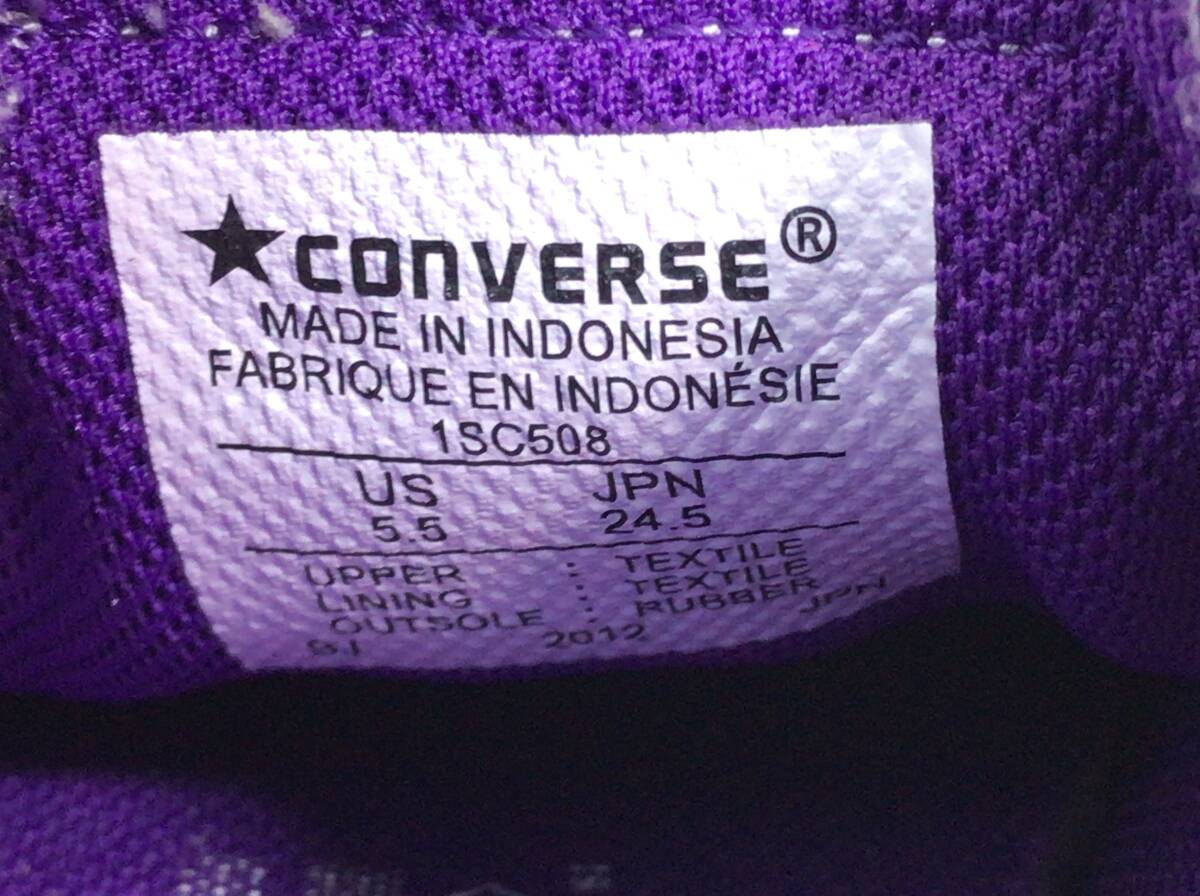 ★CONVERSE®
MADE IN INDONESIA
FABRIQUE EN INDONÉSIE
1SC508
US JPN
5.5 24.5
UPPER : TEXTILE
LINING : TEXTILE
OUTSOLE : RUBBER
2012 JPN